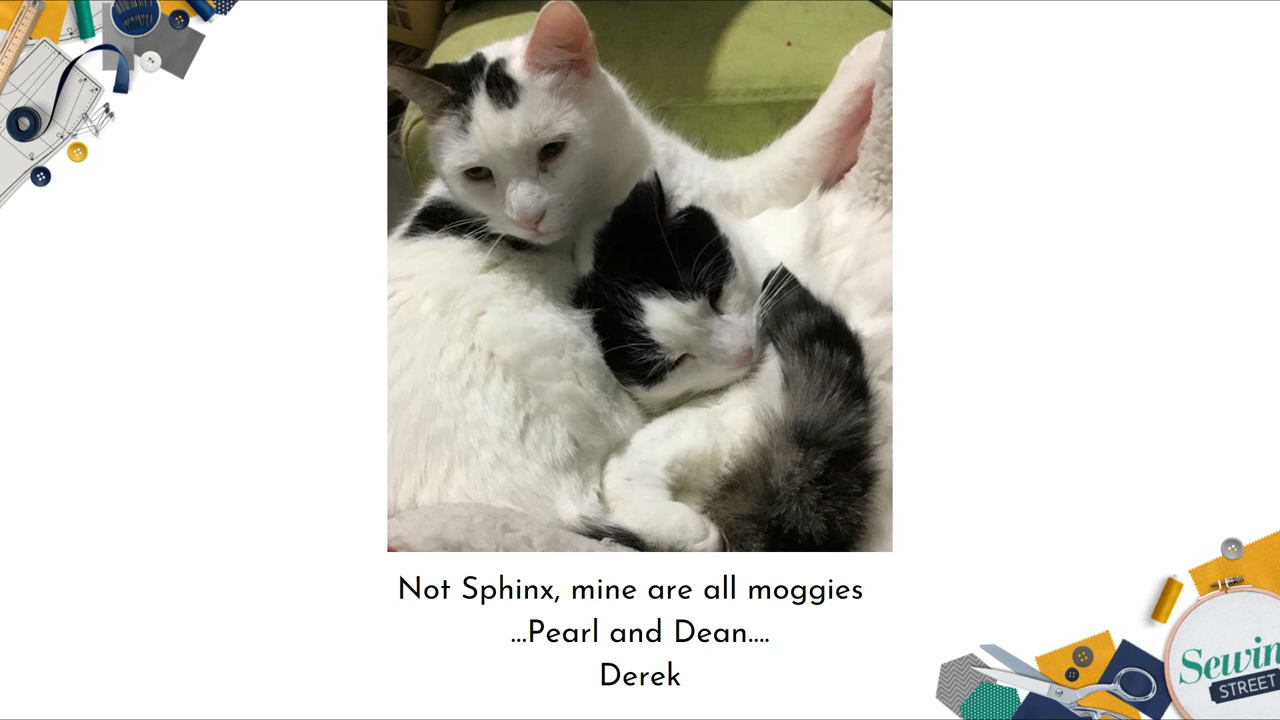 Not Sphinx, mine are all moggies
...Pearl and Dean....
Derek
Sewin
STREET